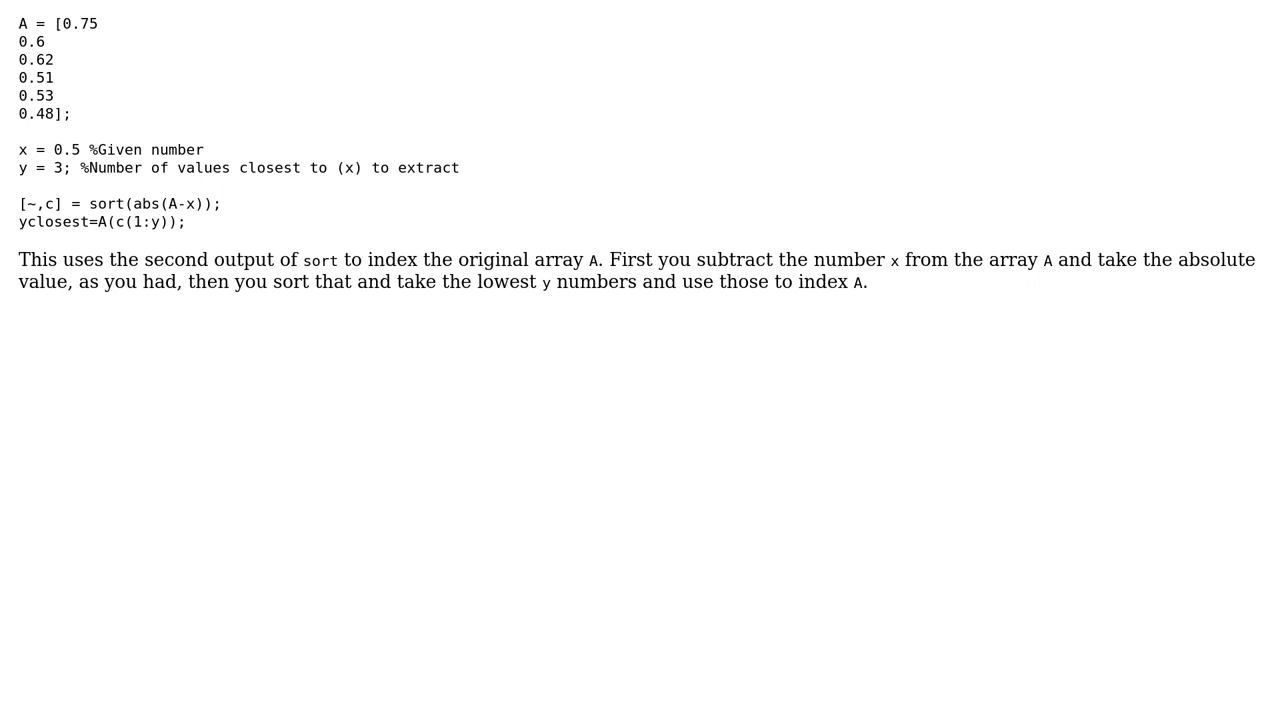 A = [0.75
0.6
0.62
0.51
0.53
0.48];
x = 0.5 %Given number
y = 3; %Number of values closest to (x) to extract
[~,c] = sort(abs(A-x));
yclosest=A(c(1:y));
This uses the second output of sort to index the original array A. First you subtract the number x from the array A and take the absolute
value, as you had, then you sort that and take the lowest y numbers and use those to index A.